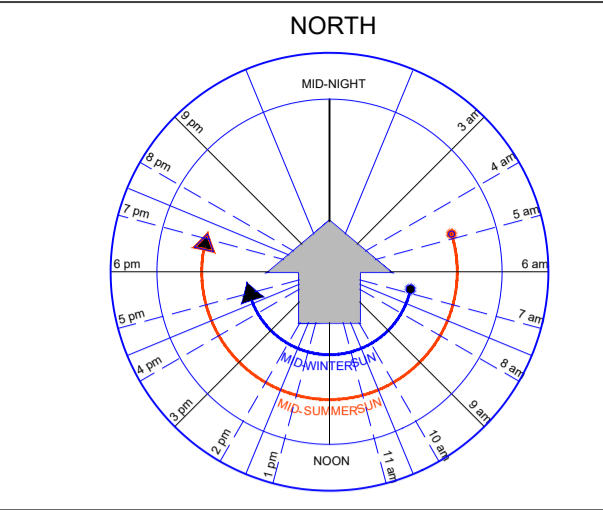 NORTH
MID-NIGHT
9 pm
3 am
8 pm
4 am
7 pm
5 am
6 pm
6 am
5 pm
7 am
4 pm
8 am
MID-WINTER SUN
MID-SUMMER SUN
3 pm
9 am
2 pm
10 am
1 pm
NOON
11 am